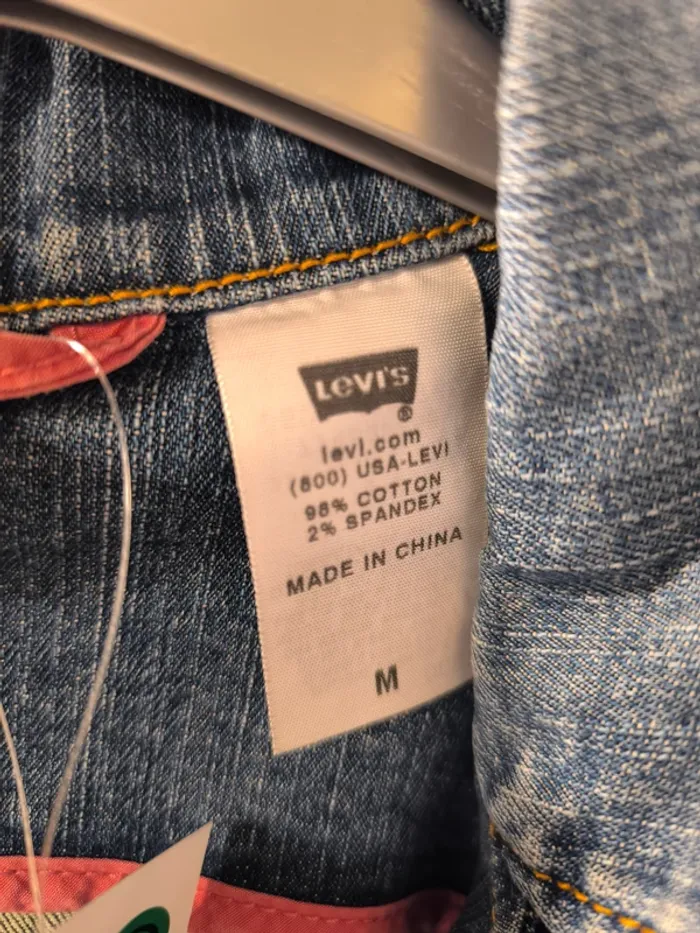 LEVI'S
®
levi.com
(800) USA-LEVI
98% COTTON
2% SPANDEX
MADE IN CHINA
M